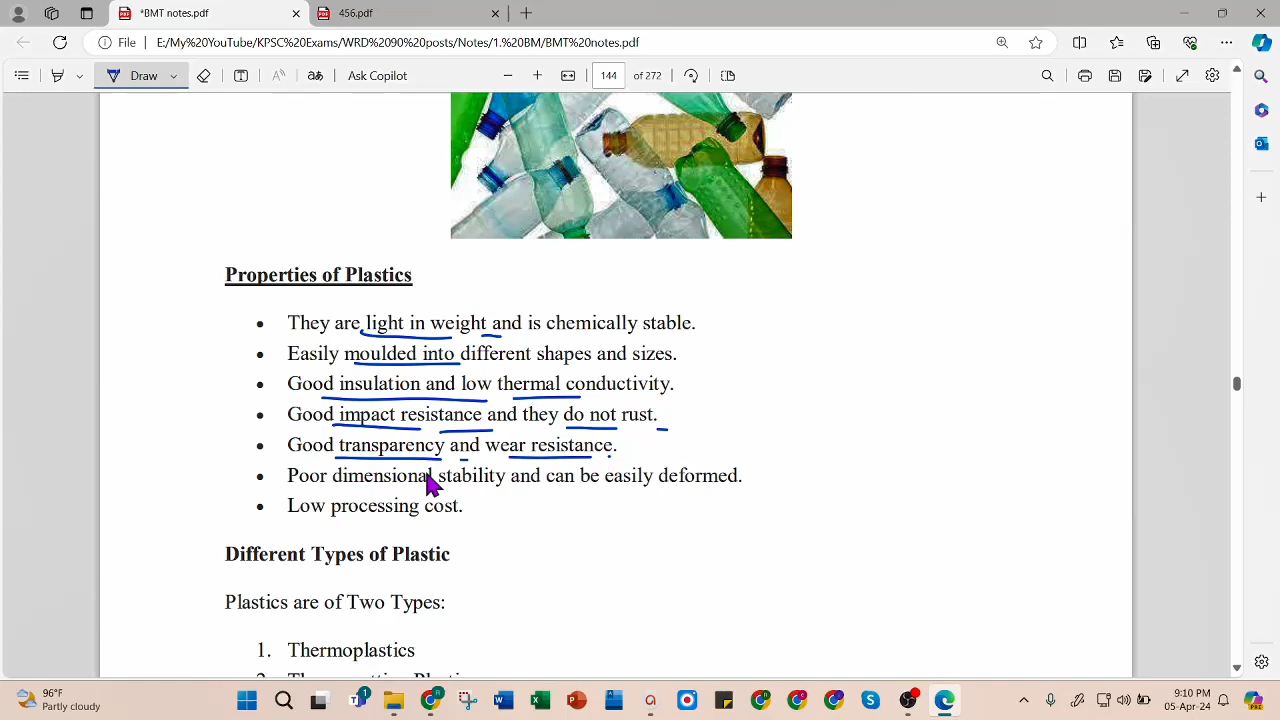 *BMT notes.pdf
456.pdf
File
E:/My%20YouTube/KPSC%20Exams/WRD%2090%20posts/Notes/1.%20BM/BMT%20notes.pdf
Draw
Ask Copilot
144 of 272
Properties of Plastics
• They are light in weight and is chemically stable.
• Easily moulded into different shapes and sizes.
• Good insulation and low thermal conductivity.
• Good impact resistance and they do not rust.
• Good transparency and wear resistance.
• Poor dimensional stability and can be easily deformed.
• Low processing cost.
Different Types of Plastic
Plastics are of Two Types:
1. Thermoplastics
96°F
Partly cloudy
9:10 PM
05-Apr-24